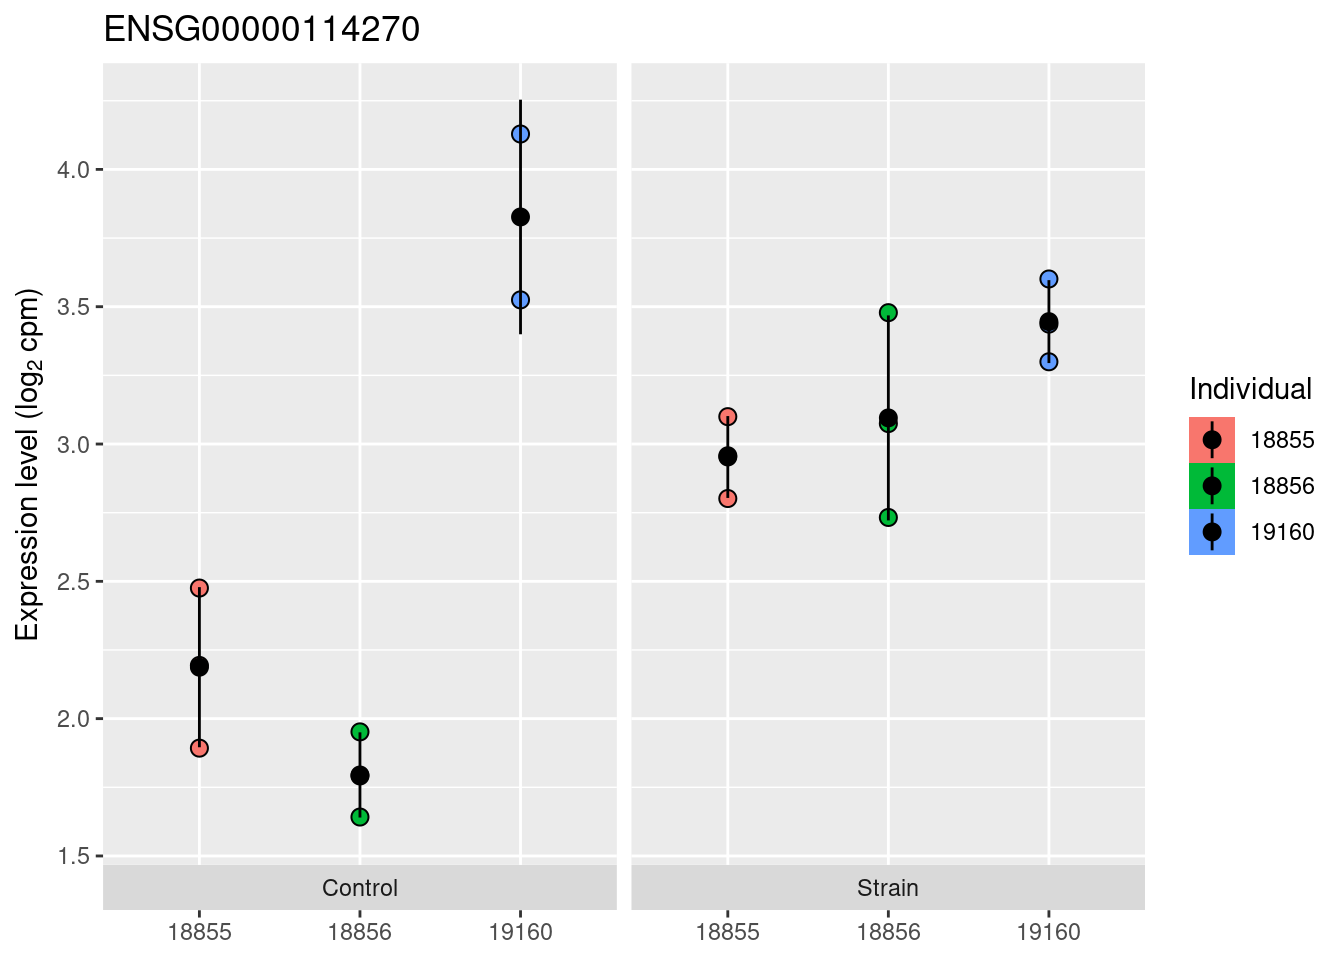 ENSG00000114270
Expression level (log₂ cpm)
4.0
3.5
3.0
2.5
2.0
1.5
Control
Strain
18855 18856 19160
18855 18856 19160
Individual
18855
18856
19160